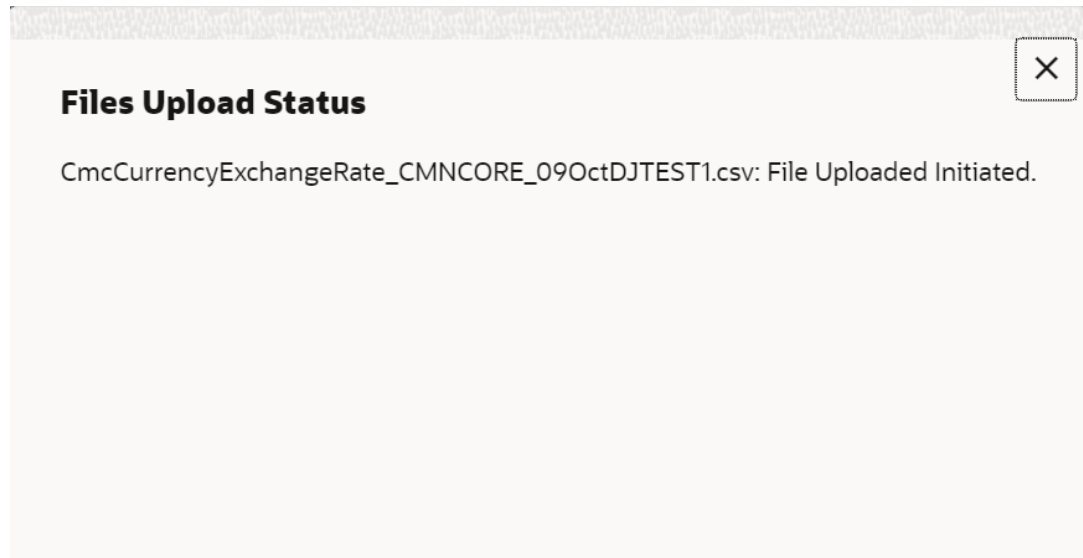 Files Upload Status
CmcCurrencyExchangeRate_CMNCORE_09OctDJTEST1.csv: File Uploaded Initiated.